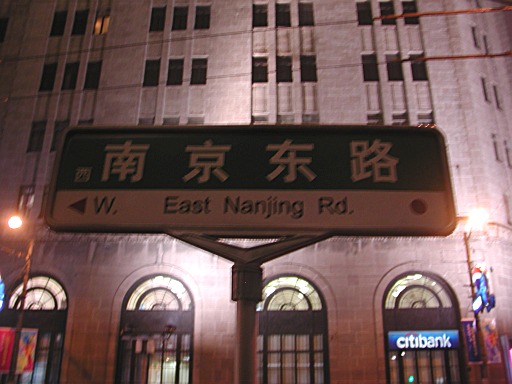 西 南京东路
W. East Nanjing Rd.
citibank